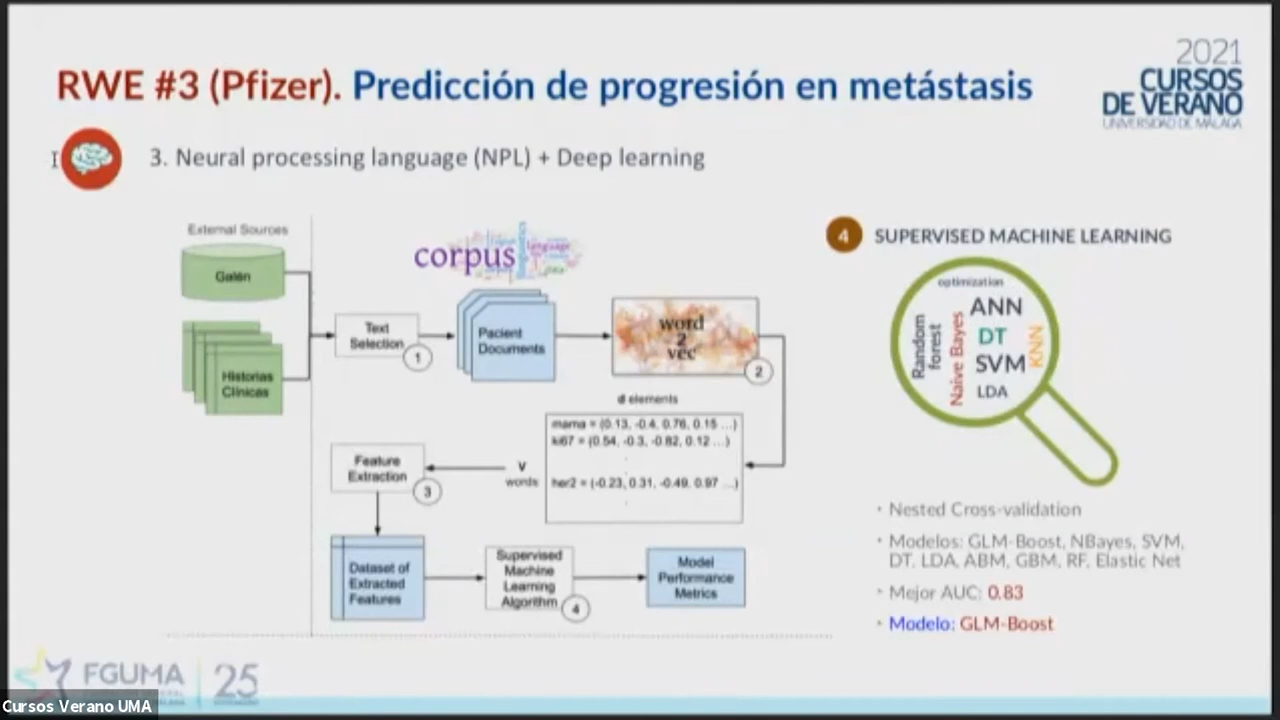 RWE #3 (Pfizer). Predicción de progresión en metástasis
2021
CURSOS
DE VERANO
UNIVERSIDAD DE MÁLAGA
3. Neural processing language (NPL) + Deep learning
External Sources
Galén
Historias
Clínicas
Text
Selection
1
corpus
language
Pacient
Documents
word
2
vec
2
d elements
mama = (0.13, -0.4, 0.76, 0.15 ...)
ki67 = (0.54, -0.3, -0.82, 0.12 ...)
her2 = (-0.23, 0.31, -0.49, 0.97 ...)
V
words
Feature
Extraction
3
Dataset of
Extracted
Features
Supervised
Machine
Learning
Algorithm
4
Model
Performance
Metrics
4
SUPERVISED MACHINE LEARNING
optimization
Random
forest
Naive Bayes
ANN
DT
SVM
LDA
KNN
· Nested Cross-validation
· Modelos: GLM-Boost, NBayes, SVM,
DT, LDA, ABM, GBM, RF, Elastic Net
· Mejor AUC: 0.83
· Modelo: GLM-Boost
FGUMA
25
Cursos Verano UMA